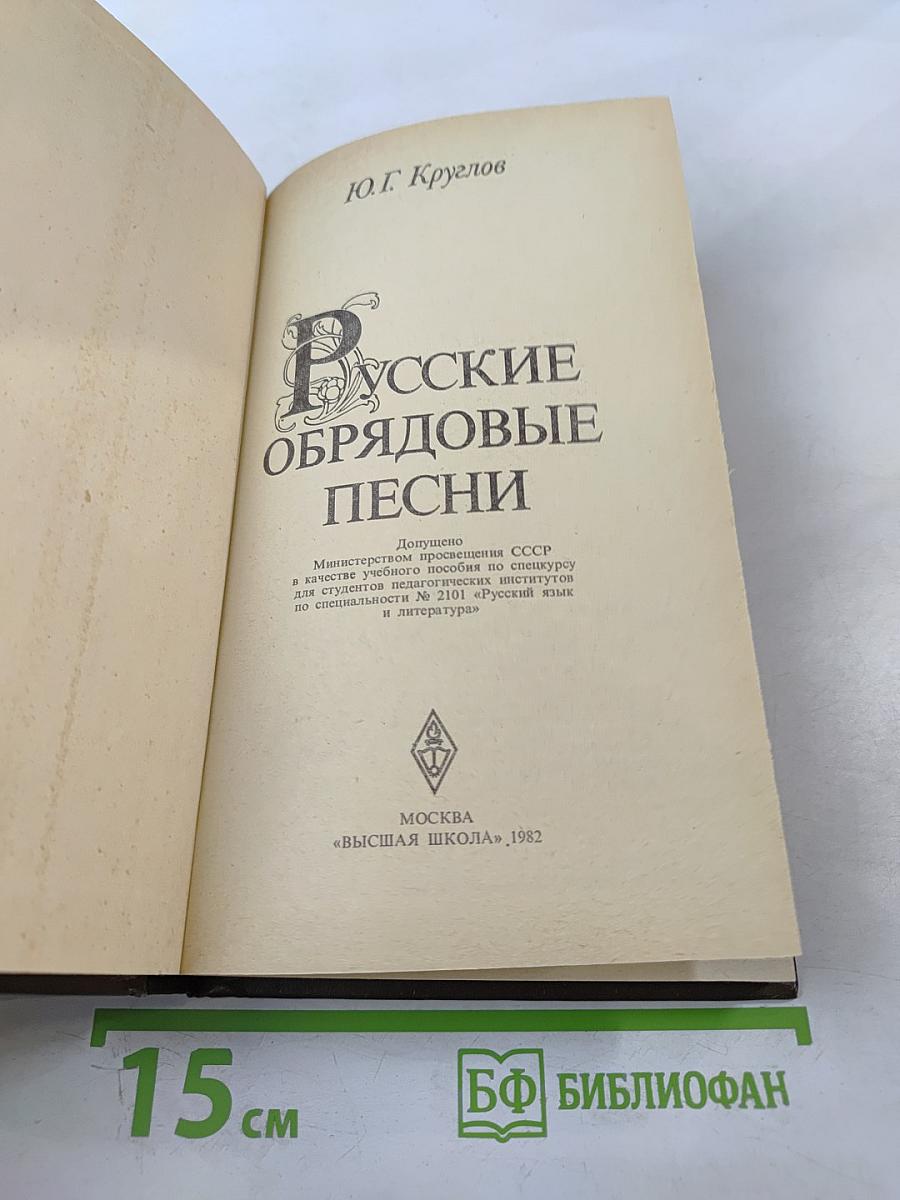 Ю.Г. Круглов
РУССКИЕ
ОБРЯДОВЫЕ
ПЕСНИ
Допущено
Министерством просвещения СССР
в качестве учебного пособия по спецкурсу
для студентов педагогических институтов
по специальности № 2101 «Русский язык
и литература»
МОСКВА
«ВЫСШАЯ ШКОЛА» 1982
15 см
БФ БИБЛИОФАН